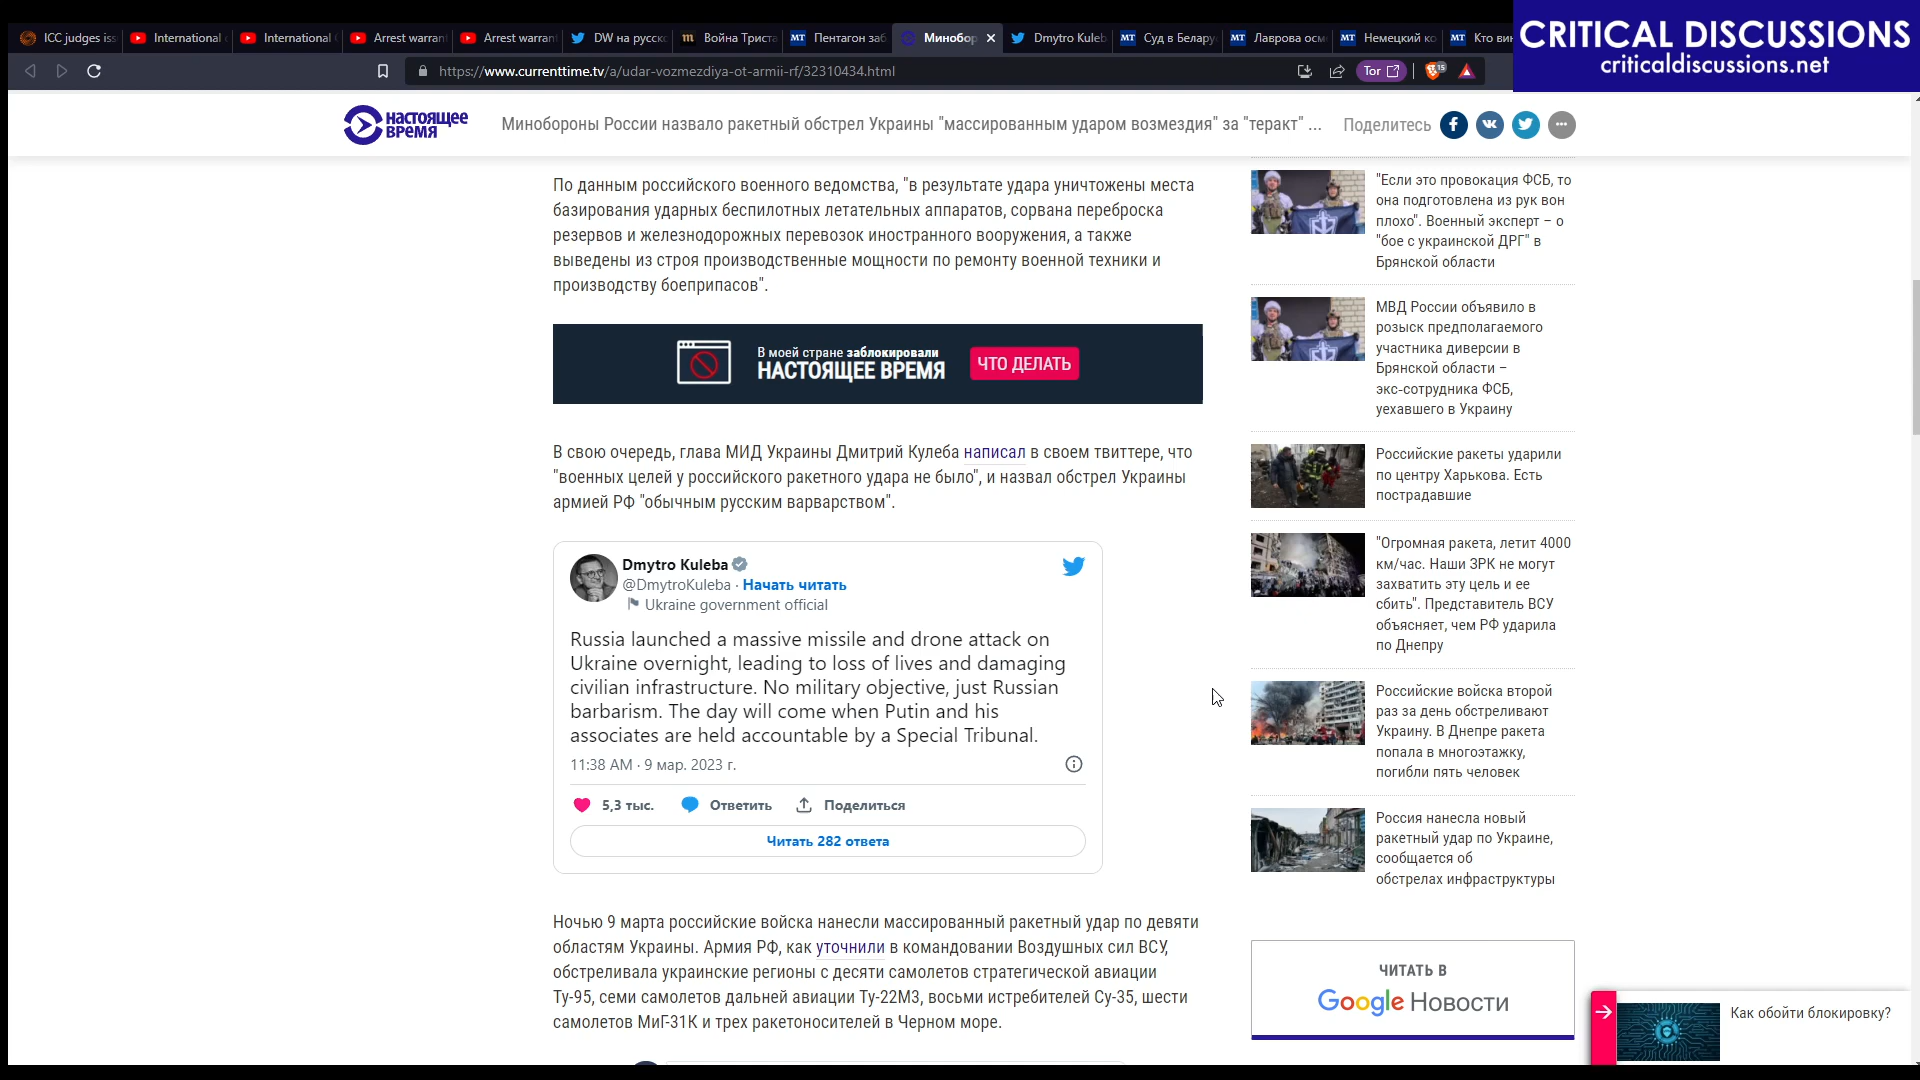 ICC judges iss
International
International
Arrest warran
Arrest warran
DW на русск
Война Триста
Пентагон заб
Минобор
Dmytro Kuleb
Суд в Белару
Лаврова осм
Немецкий ко
Кто вин
CRITICAL DISCUSSIONS
criticaldiscussions.net
https://www.currenttime.tv/a/udar-vozmezdiya-ot-armii-rf/32310434.html
Tor
15
НАСТОЯЩЕЕ
ВРЕМЯ
Минобороны России назвало ракетный обстрел Украины "массированным ударом возмездия" за "теракт" ...
Поделитесь
По данным российского военного ведомства, "в результате удара уничтожены места
базирования ударных беспилотных летательных аппаратов, сорвана переброска
резервов и железнодорожных перевозок иностранного вооружения, а также
выведены из строя производственные мощности по ремонту военной техники и
производству боеприпасов".
В моей стране заблокировали
НАСТОЯЩЕЕ ВРЕМЯ
ЧТО ДЕЛАТЬ
В свою очередь, глава МИД Украины Дмитрий Кулеба написал в своем твиттере, что
"военных целей у российского ракетного удара не было", и назвал обстрел Украины
армией РФ "обычным русским варварством".
Dmytro Kuleba
@DmytroKuleba · Начать читать
Ukraine government official
Russia launched a massive missile and drone attack on
Ukraine overnight, leading to loss of lives and damaging
civilian infrastructure. No military objective, just Russian
barbarism. The day will come when Putin and his
associates are held accountable by a Special Tribunal.
11:38 AM · 9 мар. 2023 г.
5,3 тыс.
Ответить
Поделиться
Читать 282 ответа
Ночью 9 марта российские войска нанесли массированный ракетный удар по девяти
областям Украины. Армия РФ, как уточнили в командовании Воздушных сил ВСУ,
обстреливала украинские регионы с десяти самолетов стратегической авиации
Ту-95, семи самолетов дальней авиации Ту-22М3, восьми истребителей Су-35, шести
самолетов МиГ-31К и трех ракетоносителей в Черном море.
"Если это провокация ФСБ, то
она подготовлена из рук вон
плохо". Военный эксперт – о
"бое с украинской ДРГ" в
Брянской области
МВД России объявило в
розыск предполагаемого
участника диверсии в
Брянской области –
экс-сотрудника ФСБ,
уехавшего в Украину
Российские ракеты ударили
по центру Харькова. Есть
пострадавшие
"Огромная ракета, летит 4000
км/час. Наши ЗРК не могут
захватить эту цель и ее
сбить". Представитель ВСУ
объясняет, чем РФ ударила
по Днепру
Российские войска второй
раз за день обстреливают
Украину. В Днепре ракета
попала в многоэтажку,
погибли пять человек
Россия нанесла новый
ракетный удар по Украине,
сообщается об
обстрелах инфраструктуры
ЧИТАТЬ В
Google Новости
Как обойти блокировку?